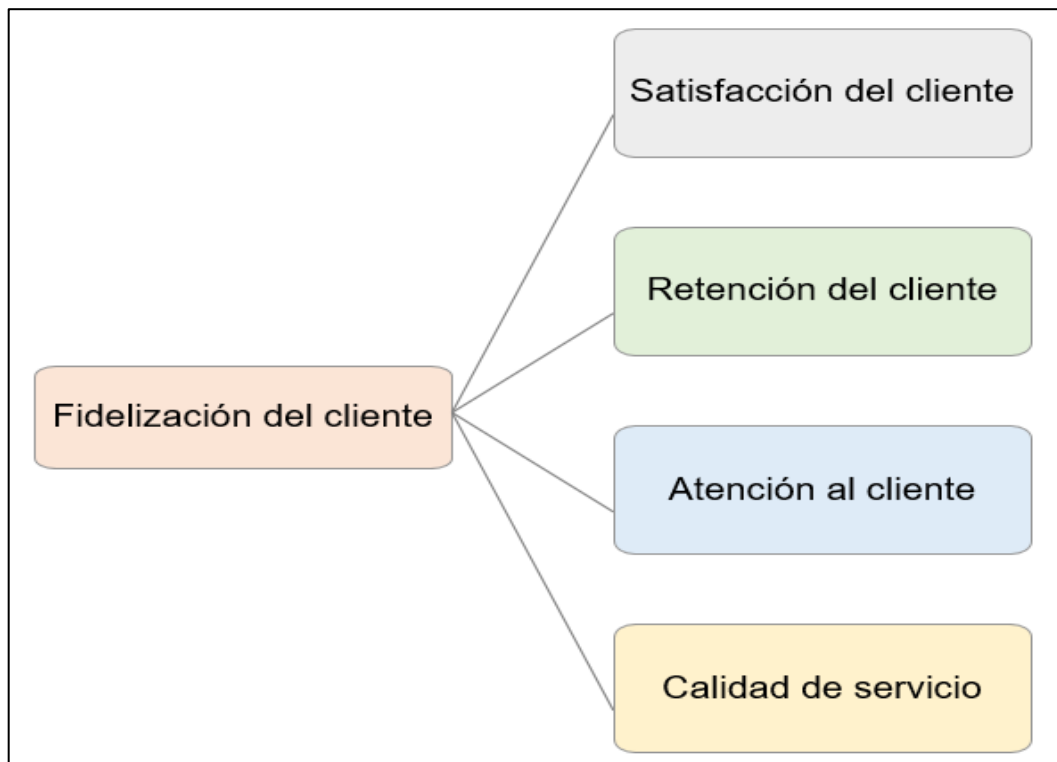 Satisfacción del cliente
Retención del cliente
Fidelización del cliente
Atención al cliente
Calidad de servicio